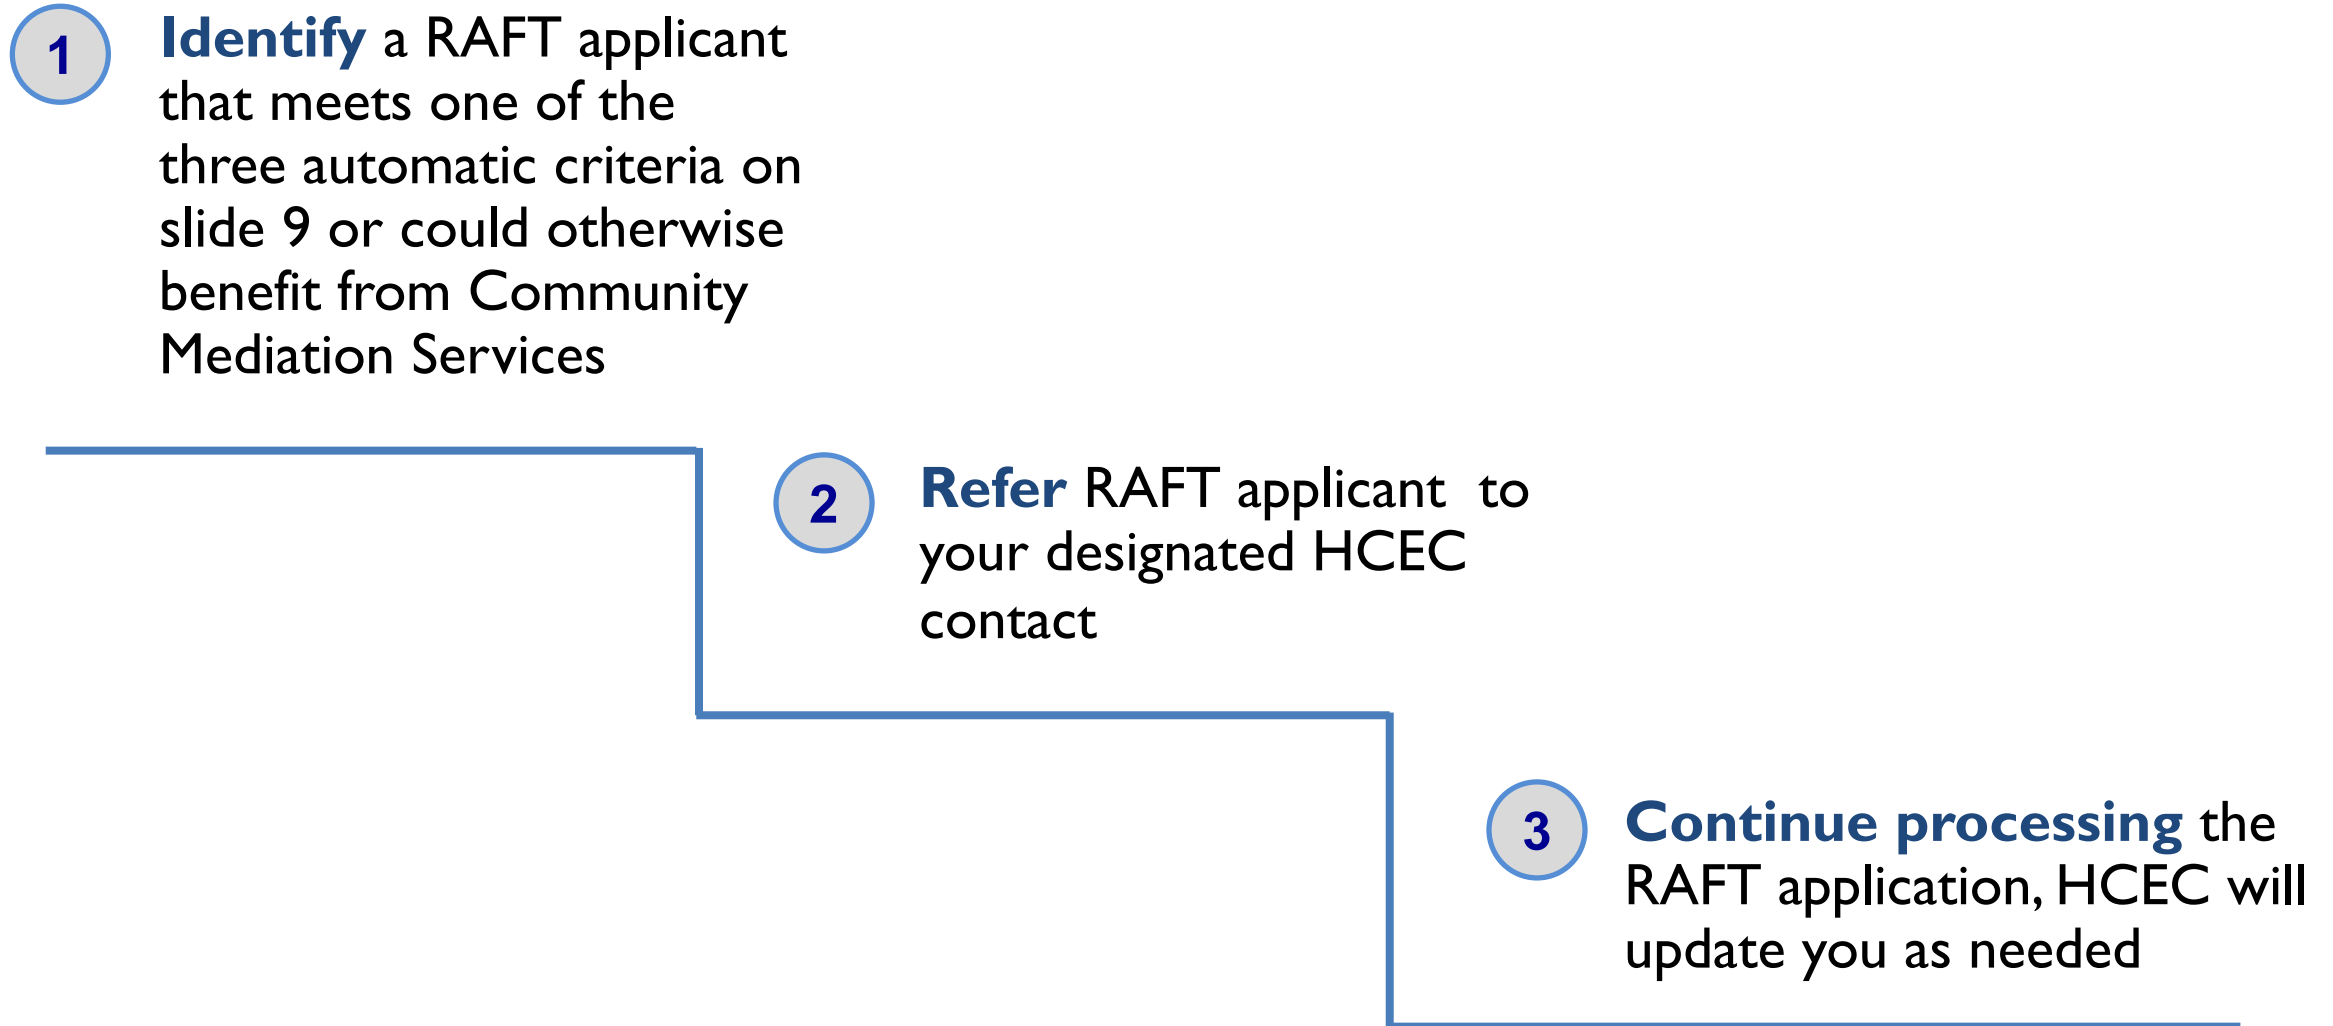 1
Identify a RAFT applicant
that meets one of the
three automatic criteria on
slide 9 or could otherwise
benefit from Community
Mediation Services
2
Refer RAFT applicant  to
your designated HCEC
contact
3
Continue processing the
RAFT application, HCEC will
update you as needed